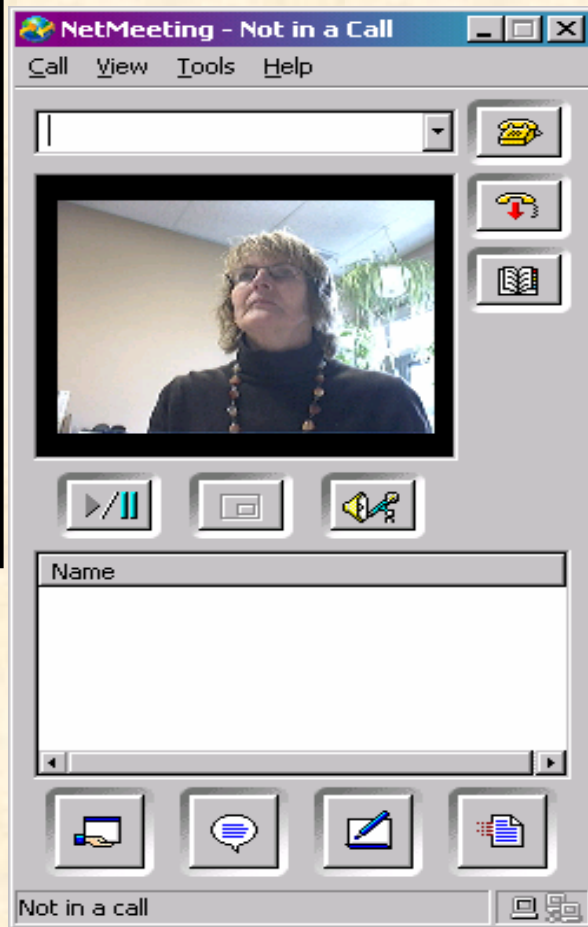 NetMeeting - Not in a Call
Call View Tools Help
Name
Not in a call